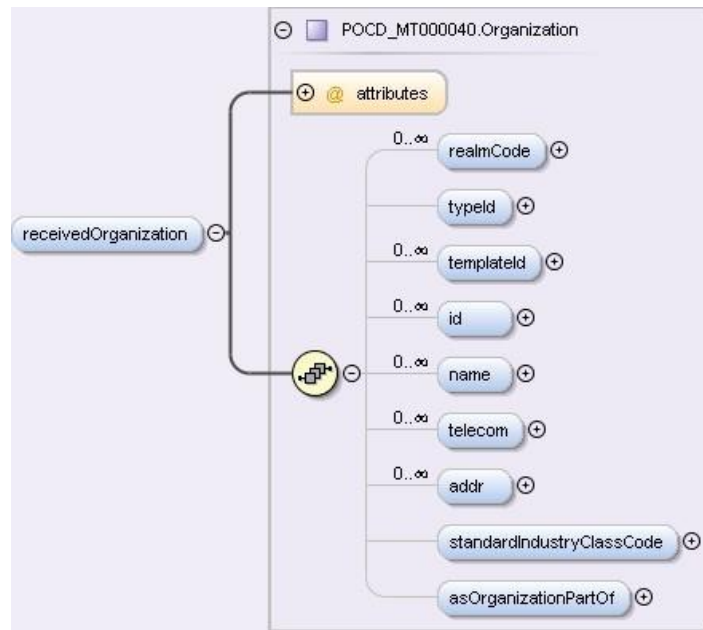 POCD_MT000040.Organization
@ attributes
0..∞
realmCode
typeId
0..∞
templateId
0..∞
id
0..∞
name
0..∞
telecom
0..∞
addr
standardIndustryClassCode
asOrganizationPartOf
receivedOrganization